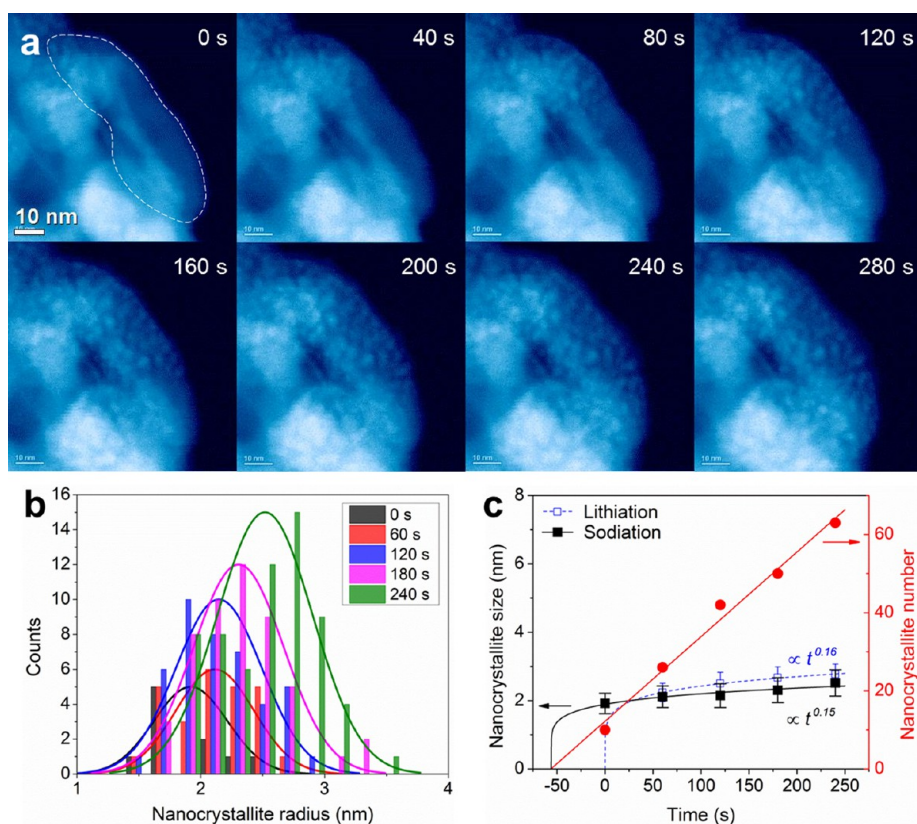 a
0 s
40 s
80 s
120 s
10 nm
10 nm
10 nm
10 nm
160 s
200 s
240 s
280 s
10 nm
10 nm
10 nm
10 nm
b
16
14
12
10
8
6
4
2
0
Counts
0 s
60 s
120 s
180 s
240 s
1
2
3
4
Nanocrystallite radius (nm)
c
8
6
4
2
0
Nanocrystallite size (nm)
Lithiation
Sodiation
∝ t^0.16
∝ t^0.15
60
40
20
0
Nanocrystallite number
-50
0
50
100
150
200
250
Time (s)